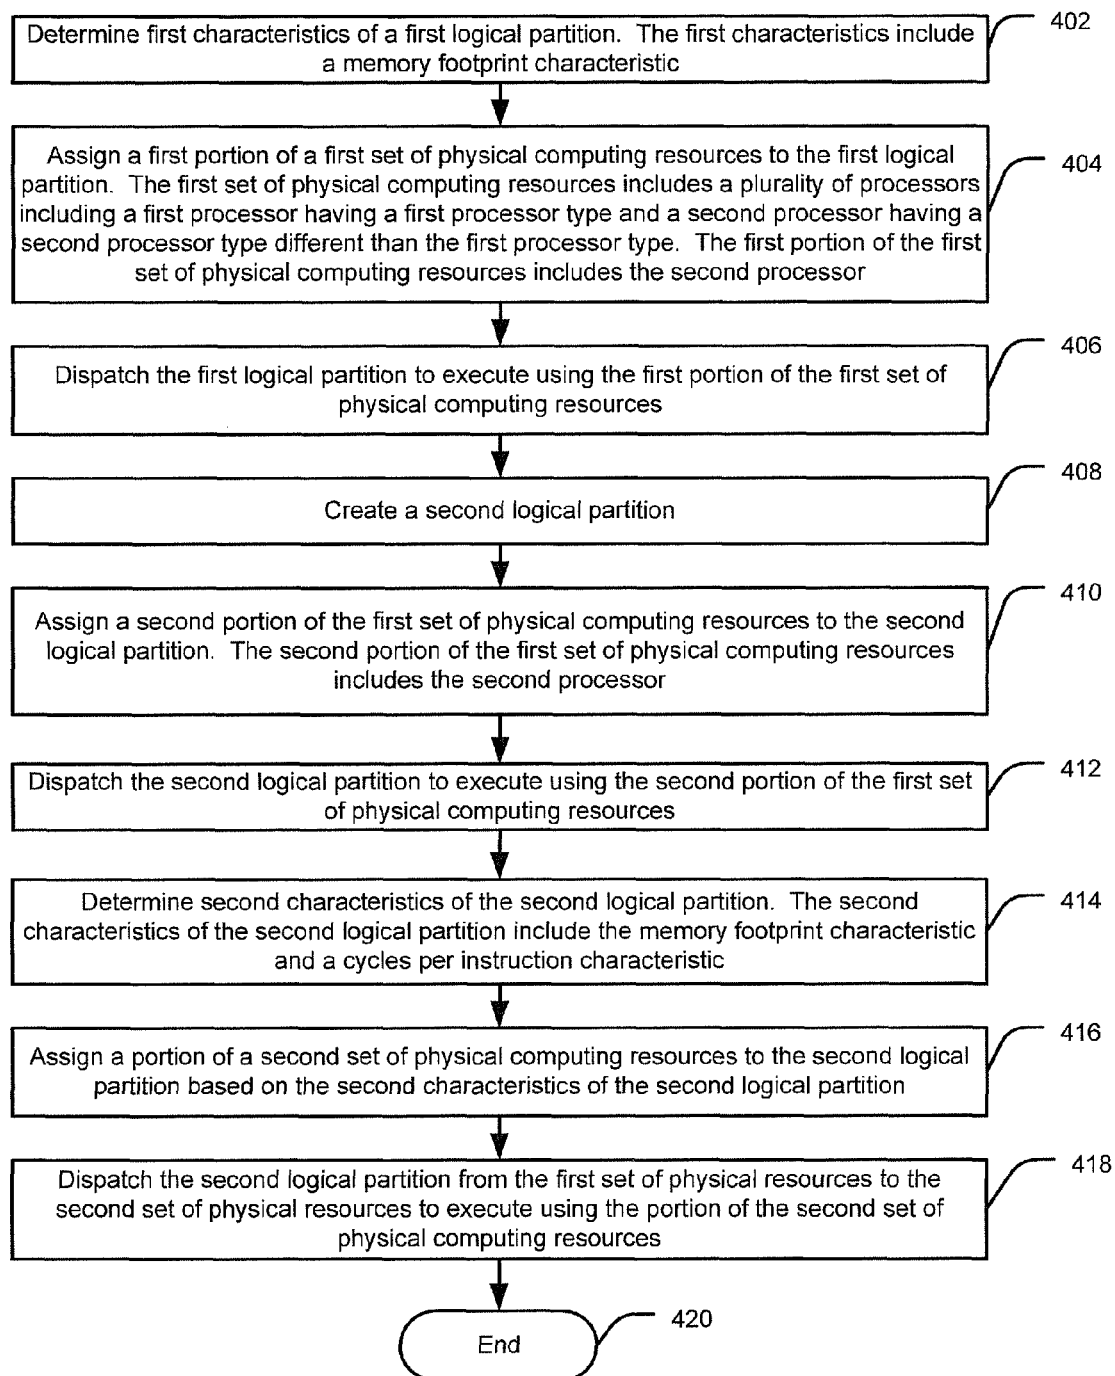 Determine first characteristics of a first logical partition. The first characteristics include
a memory footprint characteristic
402
Assign a first portion of a first set of physical computing resources to the first logical
partition. The first set of physical computing resources includes a plurality of processors
including a first processor having a first processor type and a second processor having a
second processor type different than the first processor type. The first portion of the first
set of physical computing resources includes the second processor
404
Dispatch the first logical partition to execute using the first portion of the first set of
physical computing resources
406
Create a second logical partition
408
Assign a second portion of the first set of physical computing resources to the second
logical partition. The second portion of the first set of physical computing resources
includes the second processor
410
Dispatch the second logical partition to execute using the second portion of the first set
of physical computing resources
412
Determine second characteristics of the second logical partition. The second
characteristics of the second logical partition include the memory footprint characteristic
and a cycles per instruction characteristic
414
Assign a portion of a second set of physical computing resources to the second logical
partition based on the second characteristics of the second logical partition
416
Dispatch the second logical partition from the first set of physical resources to the
second set of physical resources to execute using the portion of the second set of
physical computing resources
418
End
420